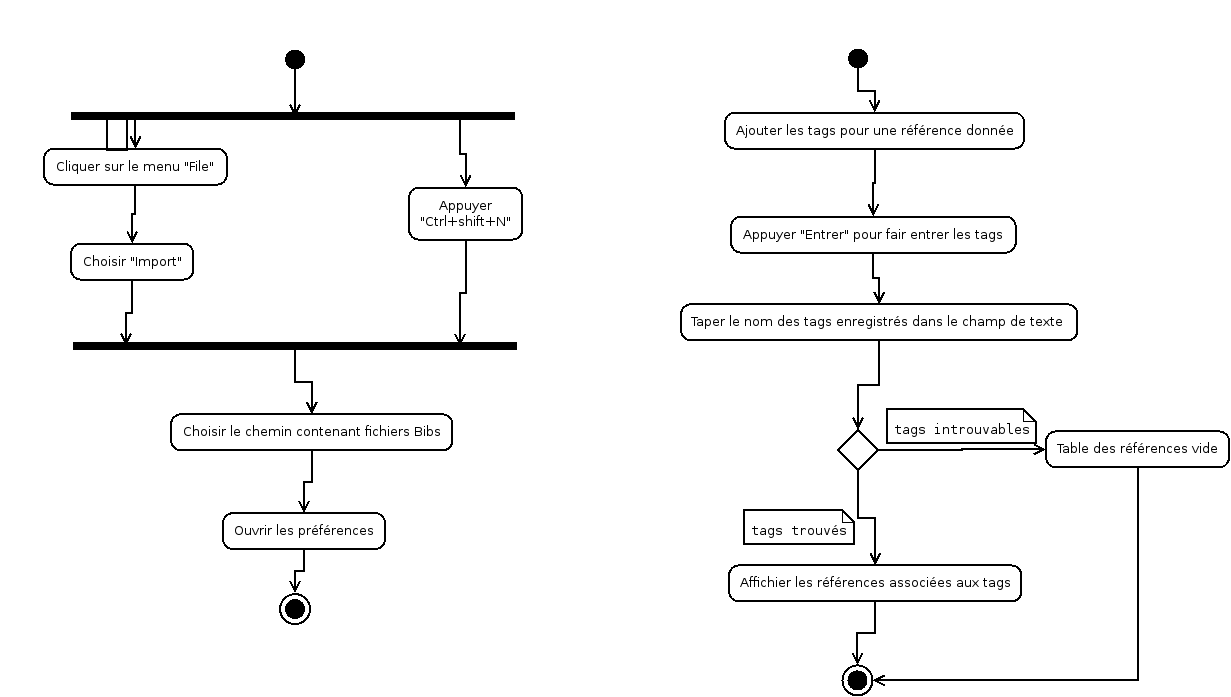 Cliquer sur le menu "File"
Choisir "Import"
Appuyer
"Ctrl+shift+N"
Choisir le chemin contenant fichiers Bibs
Ouvrir les préférences
Ajouter les tags pour une référence donnée
Appuyer "Entrer" pour fair entrer les tags
Taper le nom des tags enregistrés dans le champ de texte
tags introuvables
Table des références vide
tags trouvés
Affichier les références associées aux tags